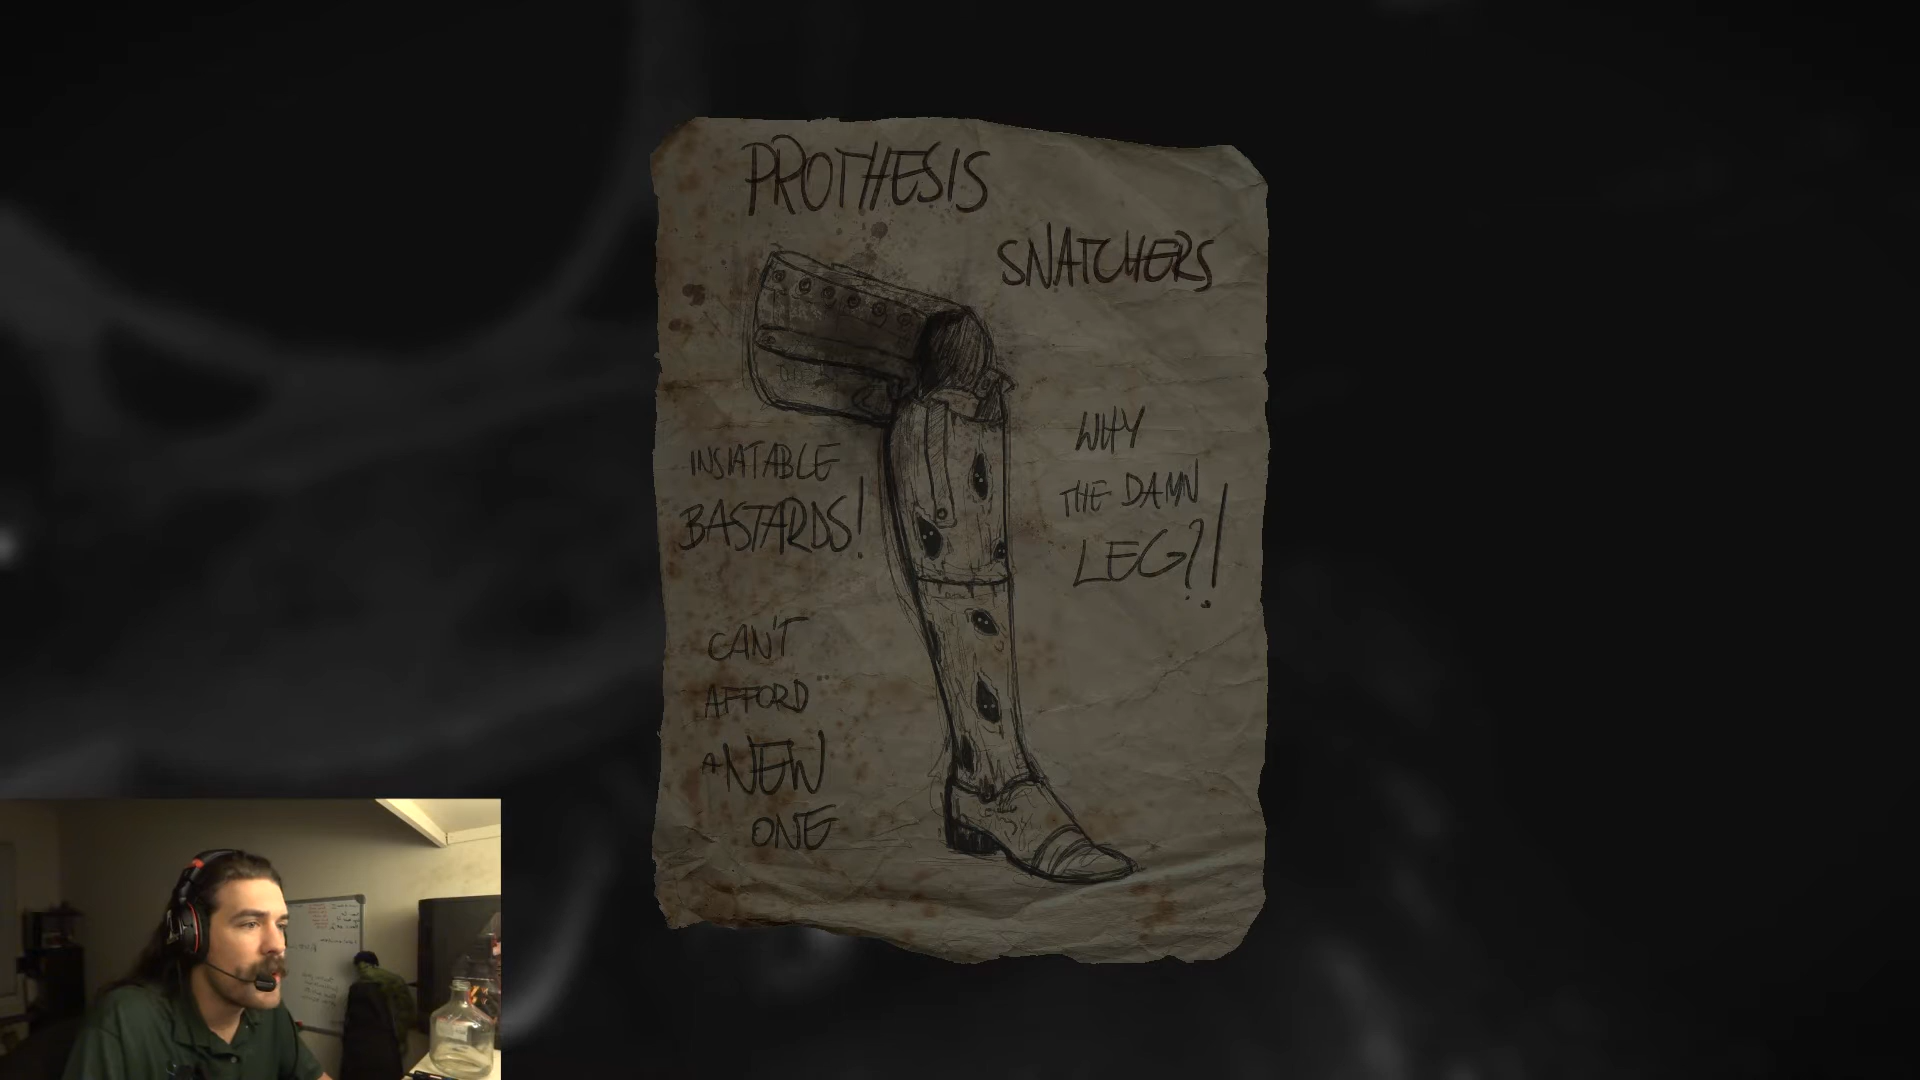 PROTHESIS
SNATCHERS
INSIATABLE
BASTARDS!
WHY
THE DAMN
LEG?!
CAN'T
AFFORD
A NEW
ONE